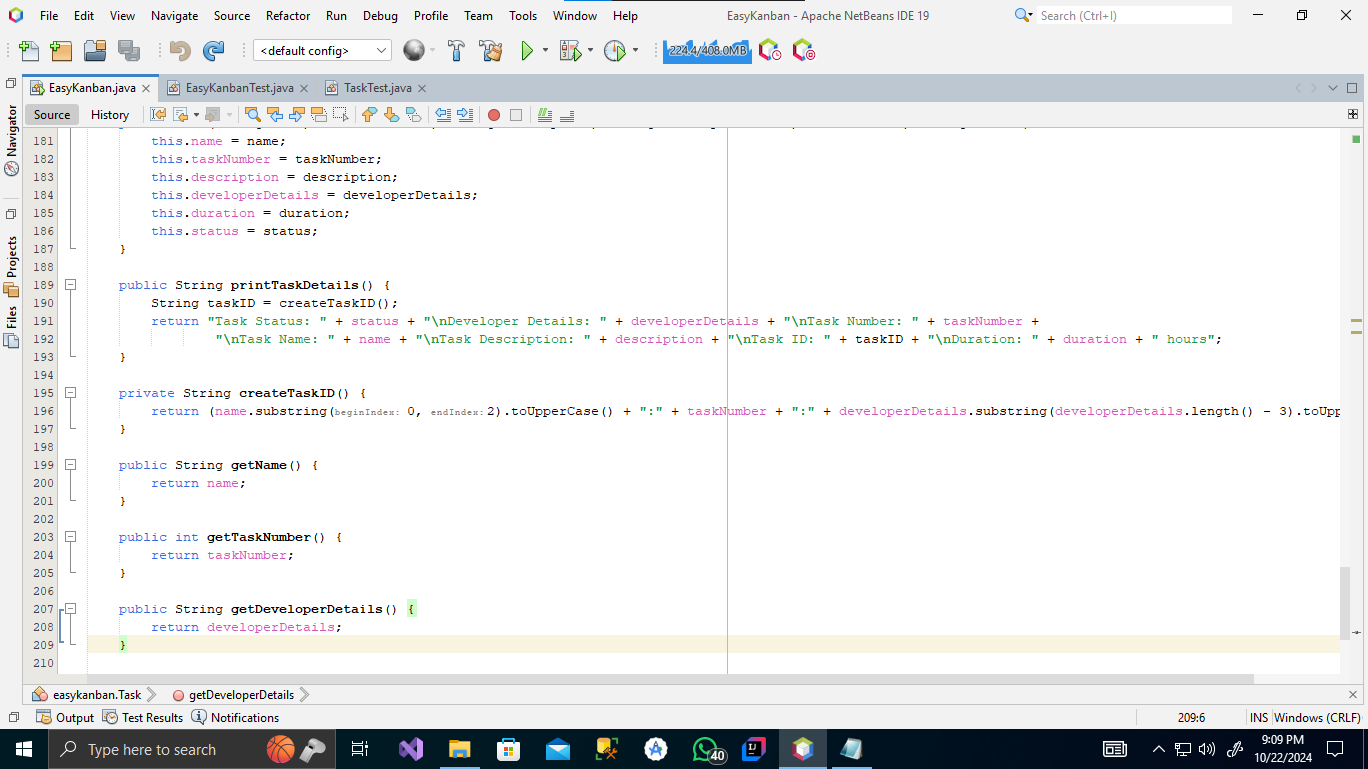 File Edit View Navigate Source Refactor Run Debug Profile Team Tools Window Help EasyKanban - Apache NetBeans IDE 19 Search (Ctrl+I)
<default config> 224.4/408.0MB
EasyKanban.java EasyKanbanTest.java TaskTest.java
Source History
Navigator
Projects
Files
181 this.name = name;
182 this.taskNumber = taskNumber;
183 this.description = description;
184 this.developerDetails = developerDetails;
185 this.duration = duration;
186 this.status = status;
187 }
188
189 public String printTaskDetails() {
190 String taskID = createTaskID();
191 return "Task Status: " + status + "\nDeveloper Details: " + developerDetails + "\nTask Number: " + taskNumber +
192 "\nTask Name: " + name + "\nTask Description: " + description + "\nTask ID: " + taskID + "\nDuration: " + duration + " hours";
193 }
194
195 private String createTaskID() {
196 return (name.substring(beginIndex: 0, endIndex: 2).toUpperCase() + ":" + taskNumber + ":" + developerDetails.substring(developerDetails.length() - 3).toUpp
197 }
198
199 public String getName() {
200 return name;
201 }
202
203 public int getTaskNumber() {
204 return taskNumber;
205 }
206
207 public String getDeveloperDetails() {
208 return developerDetails;
209 }
210
easykanban.Task getDeveloperDetails
Output Test Results Notifications 209:6 INS Windows (CRLF)
Type here to search 40 9:09 PM
10/22/2024